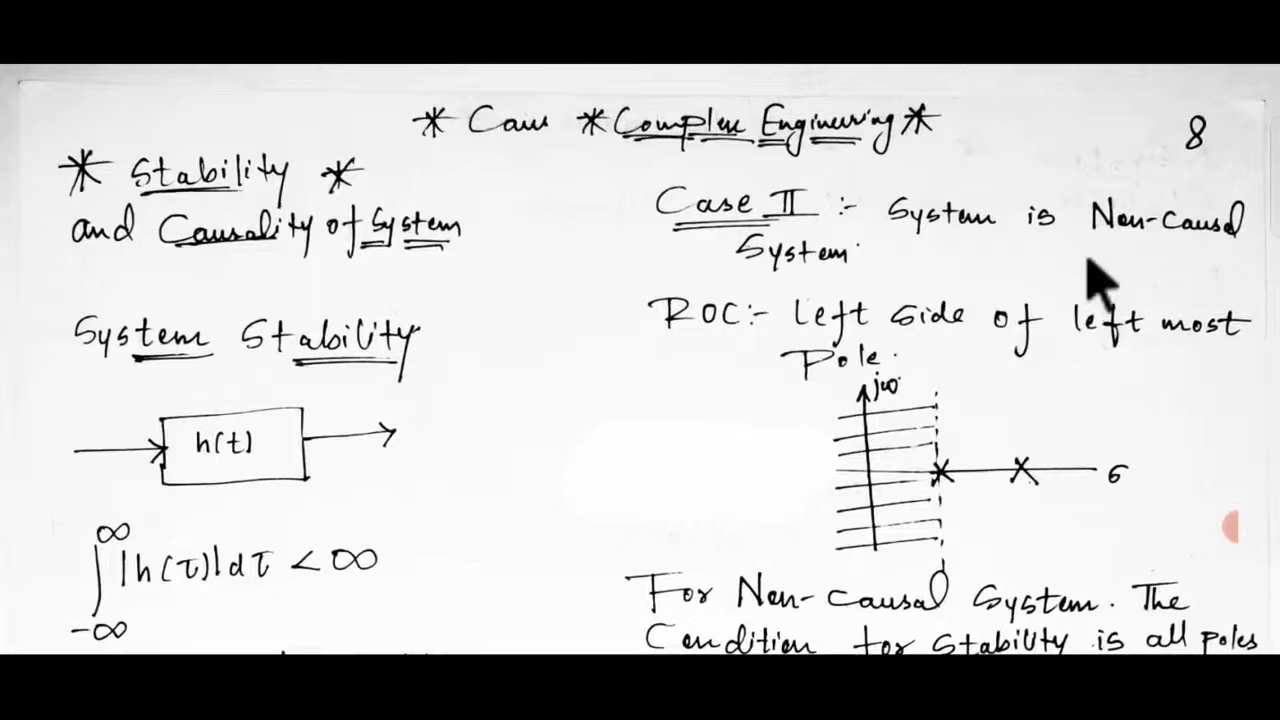 * Caus * Complex Engineering *
8
* Stability *
and Causality of System
System Stability
h(t)
∞
∫ |h(τ)|dτ < ∞
-∞
Case II :- System is Non-Causal
System.
ROC:- Left side of left most
Pole.
jω
σ
For Non-Causal System. The
Condition for stability is all poles